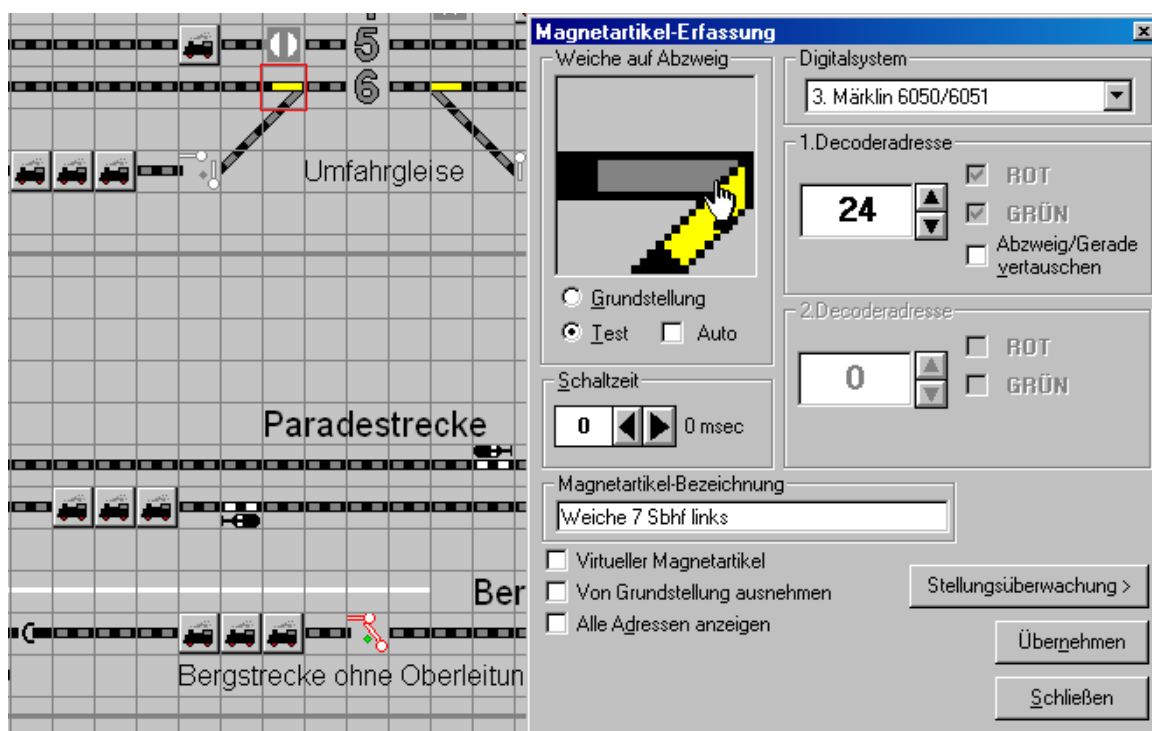 5
6
Umfahrgleise
Paradestrecke
Ber
Bergstrecke ohne Oberleitun
Magnetartikel-Erfassung
Weiche auf Abzweig
Grundstellung
Test
Auto
Schaltzeit
0
0 msec
Digitalsystem
3. Märklin 6050/6051
1.Decoderadresse
24
ROT
GRÜN
Abzweig/Gerade
vertauschen
2.Decoderadresse
0
ROT
GRÜN
Magnetartikel-Bezeichnung
Weiche 7 Sbhf links
Virtueller Magnetartikel
Von Grundstellung ausnehmen
Alle Adressen anzeigen
Stellungsüberwachung >
Übernehmen
Schließen